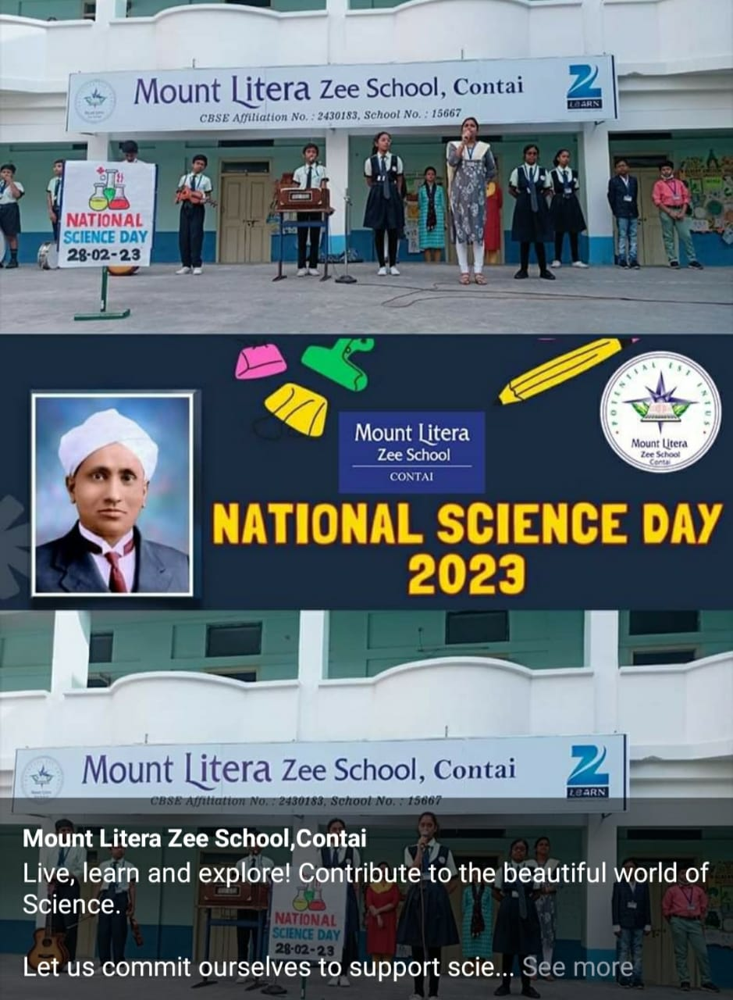 Mount Litera Zee School, Contai
CBSE Affiliation No. : 2430183, School No. : 15667
LEARN
NATIONAL
SCIENCE DAY
28-02-23
POTENTIAL EST INTUS
Mount Litera
Zee School
Contai
Mount Litera
Zee School
CONTAI
NATIONAL SCIENCE DAY
2023
Mount Litera Zee School, Contai
CBSE Affiliation No. : 2430183, School No. : 15667
LEARN
Mount Litera Zee School,Contai
Live, learn and explore! Contribute to the beautiful world of
Science.
NATIONAL
SCIENCE DAY
28-02-23
Let us commit ourselves to support scie... See more